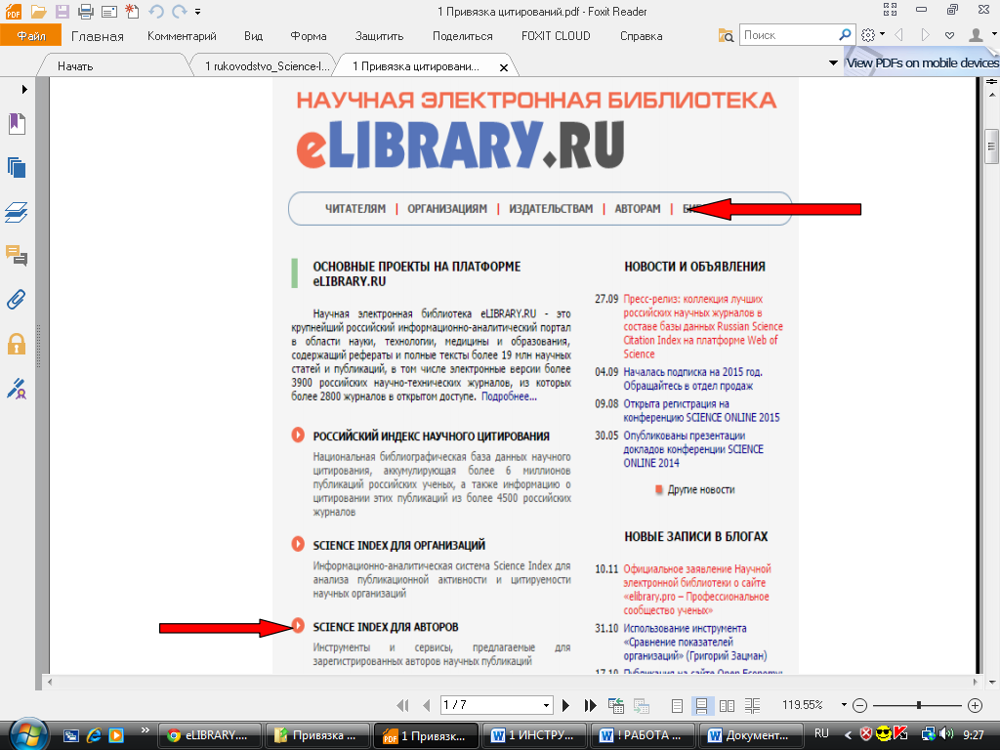 1 Привязка цитирований.pdf - Foxit Reader
Файл Главная Комментарий Вид Форма Защитить Поделиться FOXIT CLOUD Справка Поиск
Начать 1 rukovodstvo_Science-I... 1 Привязка цитировани... View PDFs on mobile devices
НАУЧНАЯ ЭЛЕКТРОННАЯ БИБЛИОТЕКА
eLIBRARY.RU
ЧИТАТЕЛЯМ | ОРГАНИЗАЦИЯМ | ИЗДАТЕЛЬСТВАМ | АВТОРАМ |
ОСНОВНЫЕ ПРОЕКТЫ НА ПЛАТФОРМЕ
eLIBRARY.RU
Научная электронная библиотека eLIBRARY.RU - это
крупнейший российский информационно-аналитический портал
в области науки, технологии, медицины и образования,
содержащий рефераты и полные тексты более 19 млн научных
статей и публикаций, в том числе электронные версии более
3900 российских научно-технических журналов, из которых
более 2800 журналов в открытом доступе. Подробнее...
РОССИЙСКИЙ ИНДЕКС НАУЧНОГО ЦИТИРОВАНИЯ
Национальная библиографическая база данных научного
цитирования, аккумулирующая более 6 миллионов
публикаций российских ученых, а также информацию о
цитировании этих публикаций из более 4500 российских
журналов
SCIENCE INDEX ДЛЯ ОРГАНИЗАЦИЙ
Информационно-аналитическая система Science Index для
анализа публикационной активности и цитируемости
научных организаций
SCIENCE INDEX ДЛЯ АВТОРОВ
Инструменты и сервисы, предлагаемые для
зарегистрированных авторов научных публикаций
НОВОСТИ И ОБЪЯВЛЕНИЯ
27.09 Пресс-релиз: коллекция лучших
российских научных журналов в
составе базы данных Russian Science
Citation Index на платформе Web of
Science
04.09 Началась подписка на 2015 год.
Обращайтесь в отдел продаж
09.08 Открыта регистрация на
конференцию SCIENCE ONLINE 2015
30.05 Опубликованы презентации
докладов конференции SCIENCE
ONLINE 2014
Другие новости
НОВЫЕ ЗАПИСИ В БЛОГАХ
10.11 Официальное заявление Научной
электронной библиотеки о сайте
«elibrary.pro – Профессиональное
сообщество ученых»
31.10 Использование инструмента
«Сравнение показателей
организаций» (Григорий Зацман)
17.10 Публикация на сайте Open Economy:
1 / 7 119.55%
eLIBRARY.... Привязка ... 1 Привязк... 1 ИНСТРУ... ! РАБОТА ... Документ... RU 9:27